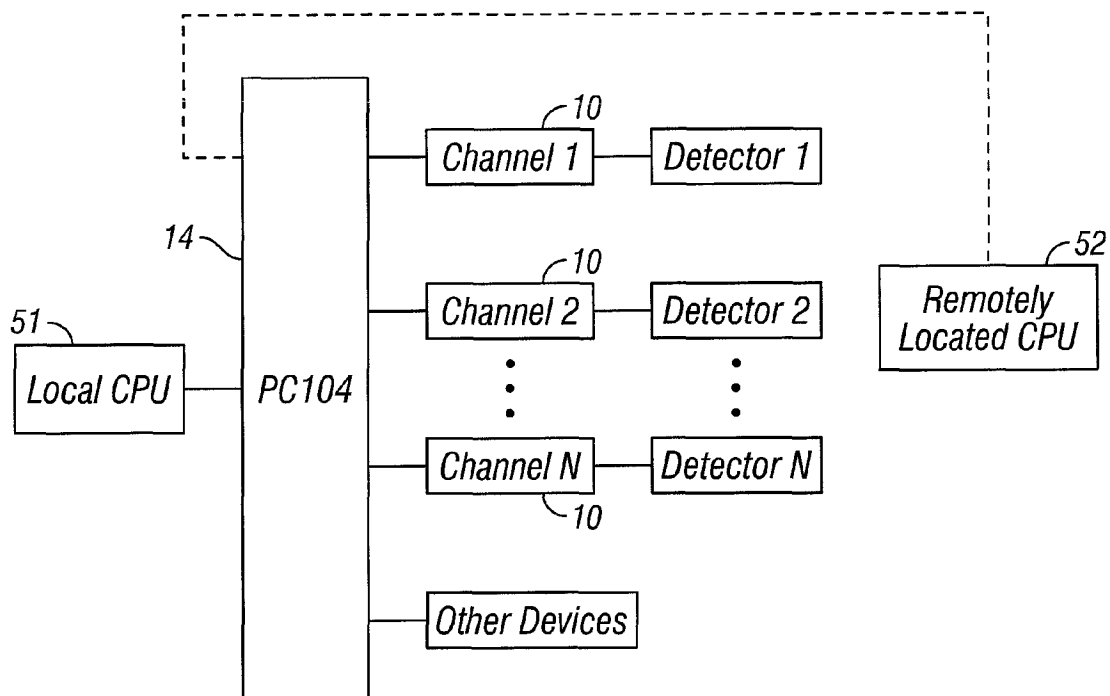 10
Channel 1
Detector 1
14
10
52
Channel 2
Detector 2
Remotely
Located CPU
51
Local CPU
PC104
Channel N
Detector N
10
Other Devices